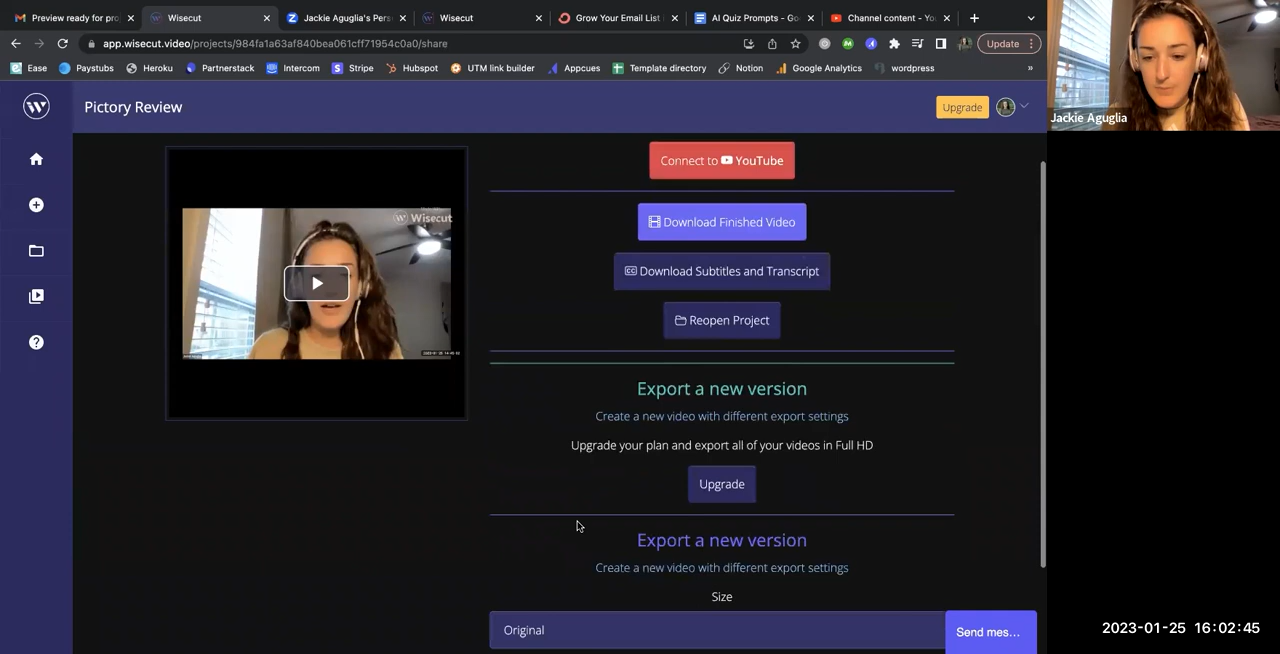 Preview ready for pro
Wisecut
Jackie Aguglia's Pers
Wisecut
Grow Your Email List
AI Quiz Prompts - Go
Channel content - Yo
app.wisecut.video/projects/984fa1a63af840bea061cff71954c0a0/share
Update
Ease
Paystubs
Heroku
Partnerstack
Intercom
Stripe
Hubspot
UTM link builder
Appcues
Template directory
Notion
Google Analytics
wordpress
»
Jackie Aguglia
Pictory Review
Upgrade
Connect to YouTube
Wisecut
Download Finished Video
Download Subtitles and Transcript
Reopen Project
Export a new version
Create a new video with different export settings
Upgrade your plan and export all of your videos in Full HD
Upgrade
Export a new version
Create a new video with different export settings
Size
Original
Send mes...
2023-01-25 16:02:45